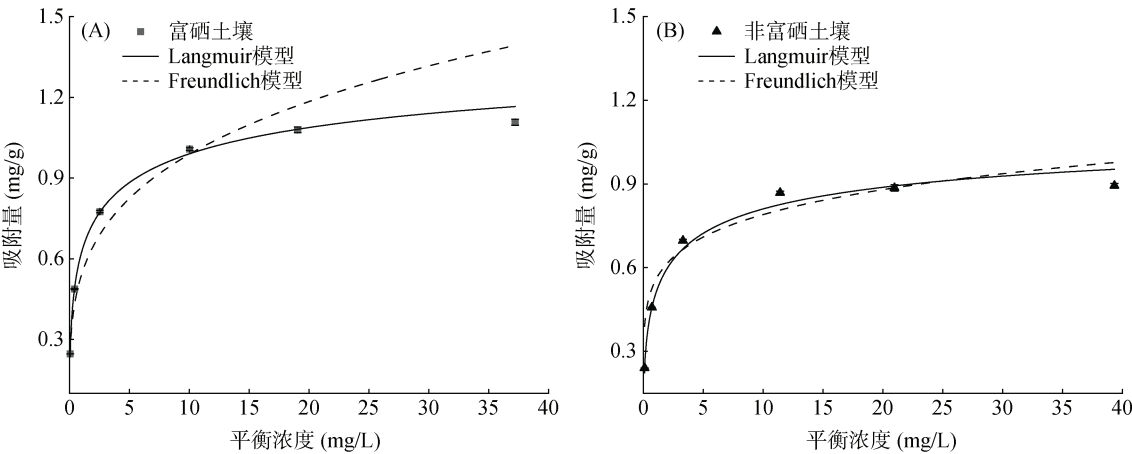 (A)
富硒土壤
Langmuir模型
Freundlich模型
吸附量 (mg/g)
1.5
1.2
0.9
0.6
0.3
0 5 10 15 20 25 30 35 40
平衡浓度 (mg/L)
(B)
非富硒土壤
Langmuir模型
Freundlich模型
吸附量 (mg/g)
1.5
1.2
0.9
0.6
0.3
0 5 10 15 20 25 30 35 40
平衡浓度 (mg/L)